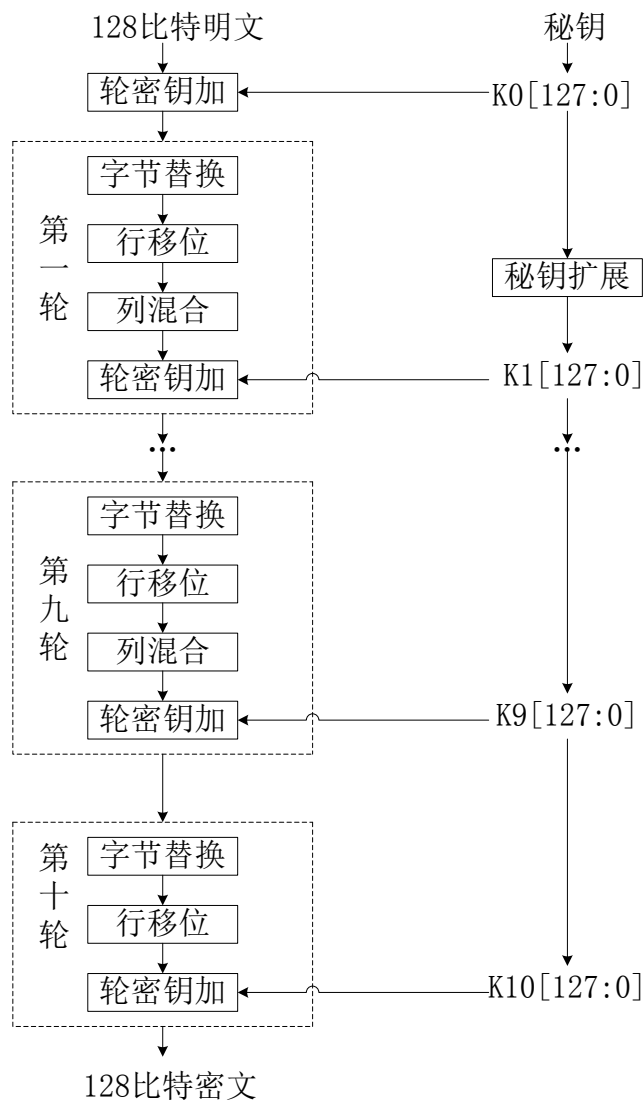 128比特明文
秘钥
轮密钥加
K0[127:0]
第一轮
字节替换
行移位
秘钥扩展
列混合
轮密钥加
K1[127:0]
...
...
第九轮
字节替换
行移位
列混合
轮密钥加
K9[127:0]
第十轮
字节替换
行移位
轮密钥加
K10[127:0]
128比特密文